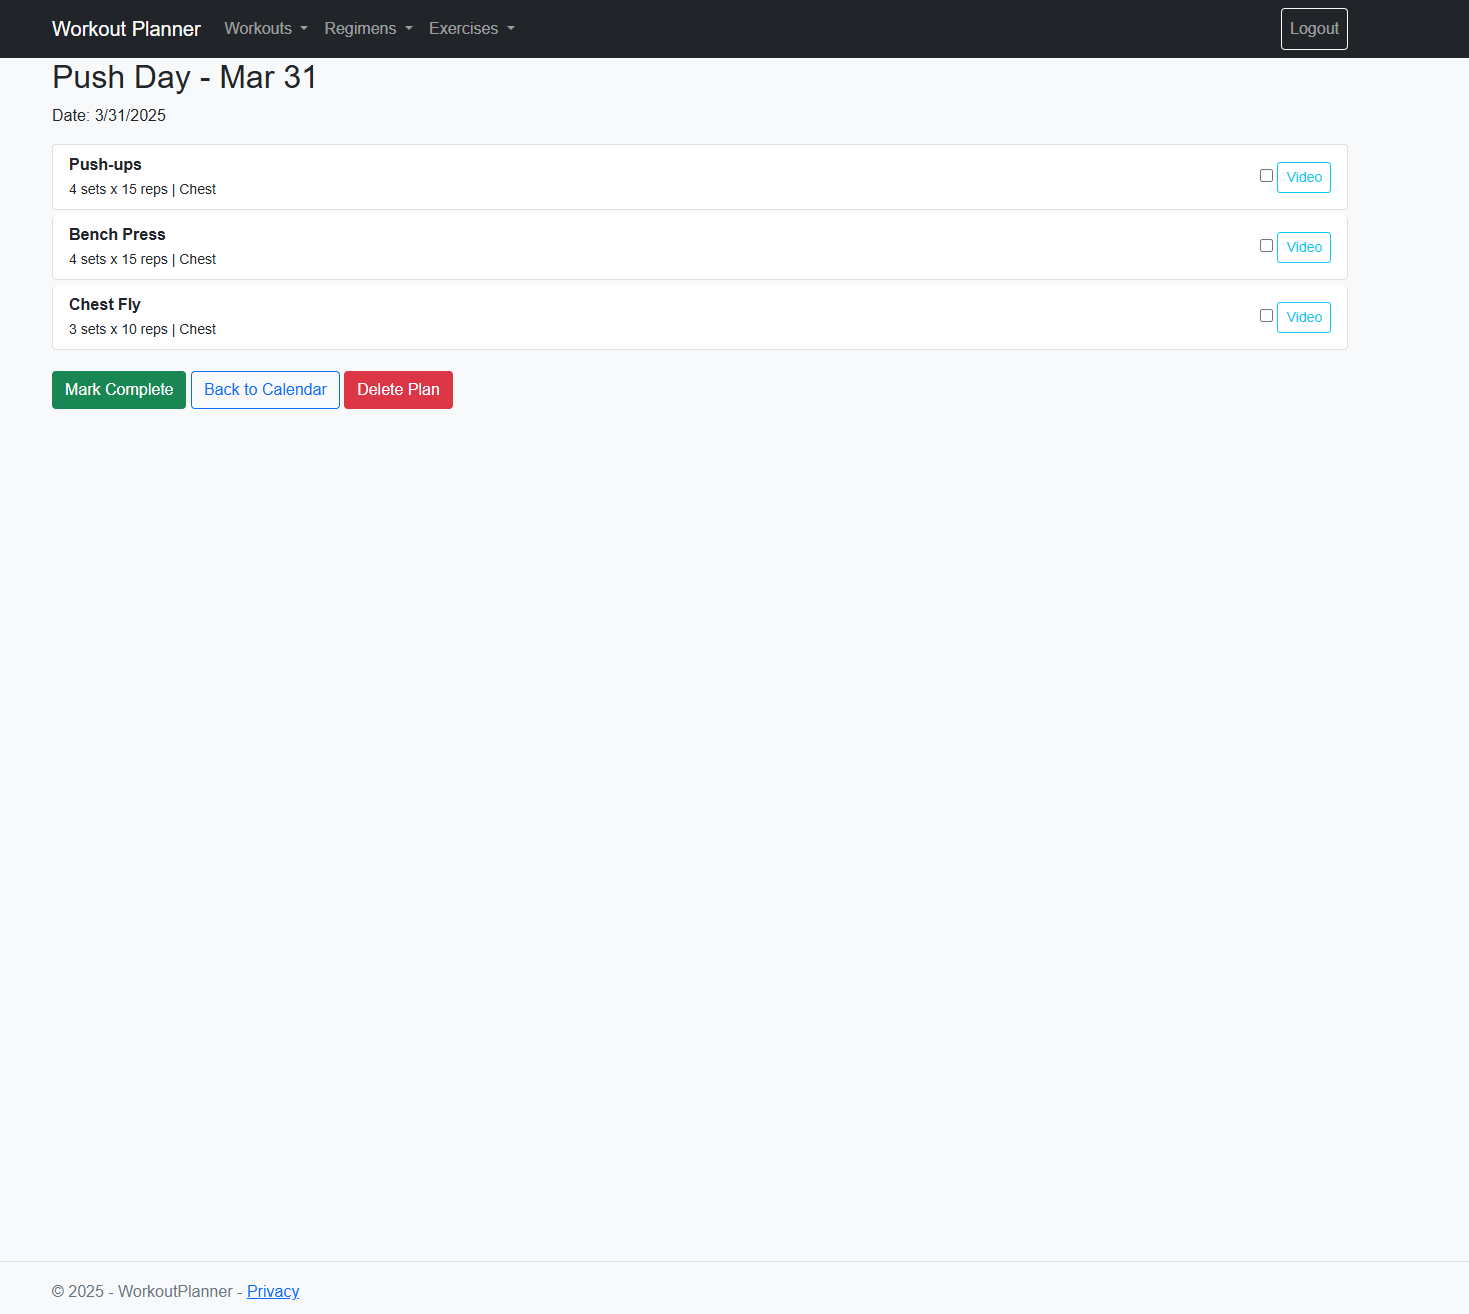 Workout Planner Workouts Regimens Exercises Logout
Push Day - Mar 31
Date: 3/31/2025
Push-ups
4 sets x 15 reps | Chest
Video
Bench Press
4 sets x 15 reps | Chest
Video
Chest Fly
3 sets x 10 reps | Chest
Video
Mark Complete Back to Calendar Delete Plan
© 2025 - WorkoutPlanner - Privacy